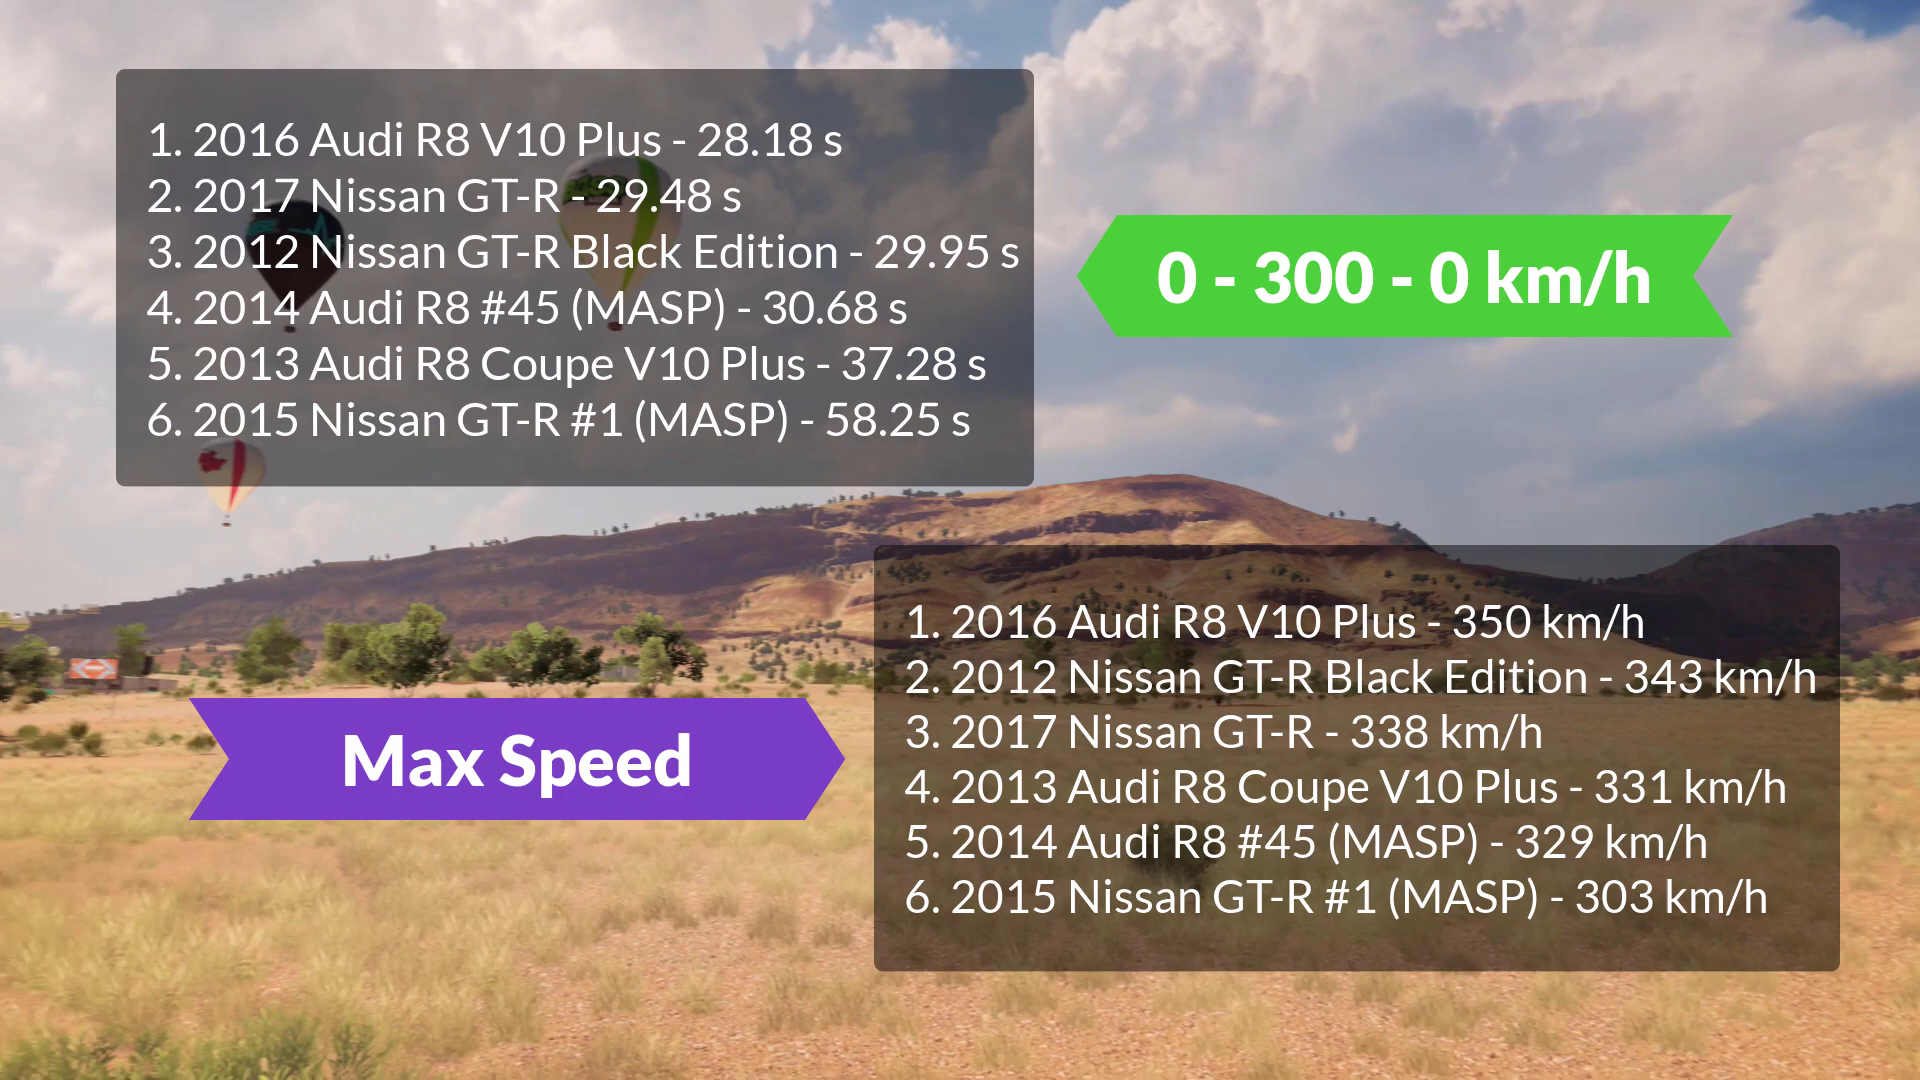 1. 2016 Audi R8 V10 Plus - 28.18 s
2. 2017 Nissan GT-R - 29.48 s
3. 2012 Nissan GT-R Black Edition - 29.95 s
4. 2014 Audi R8 #45 (MASP) - 30.68 s
5. 2013 Audi R8 Coupe V10 Plus - 37.28 s
6. 2015 Nissan GT-R #1 (MASP) - 58.25 s
0 - 300 - 0 km/h
Max Speed
1. 2016 Audi R8 V10 Plus - 350 km/h
2. 2012 Nissan GT-R Black Edition - 343 km/h
3. 2017 Nissan GT-R - 338 km/h
4. 2013 Audi R8 Coupe V10 Plus - 331 km/h
5. 2014 Audi R8 #45 (MASP) - 329 km/h
6. 2015 Nissan GT-R #1 (MASP) - 303 km/h